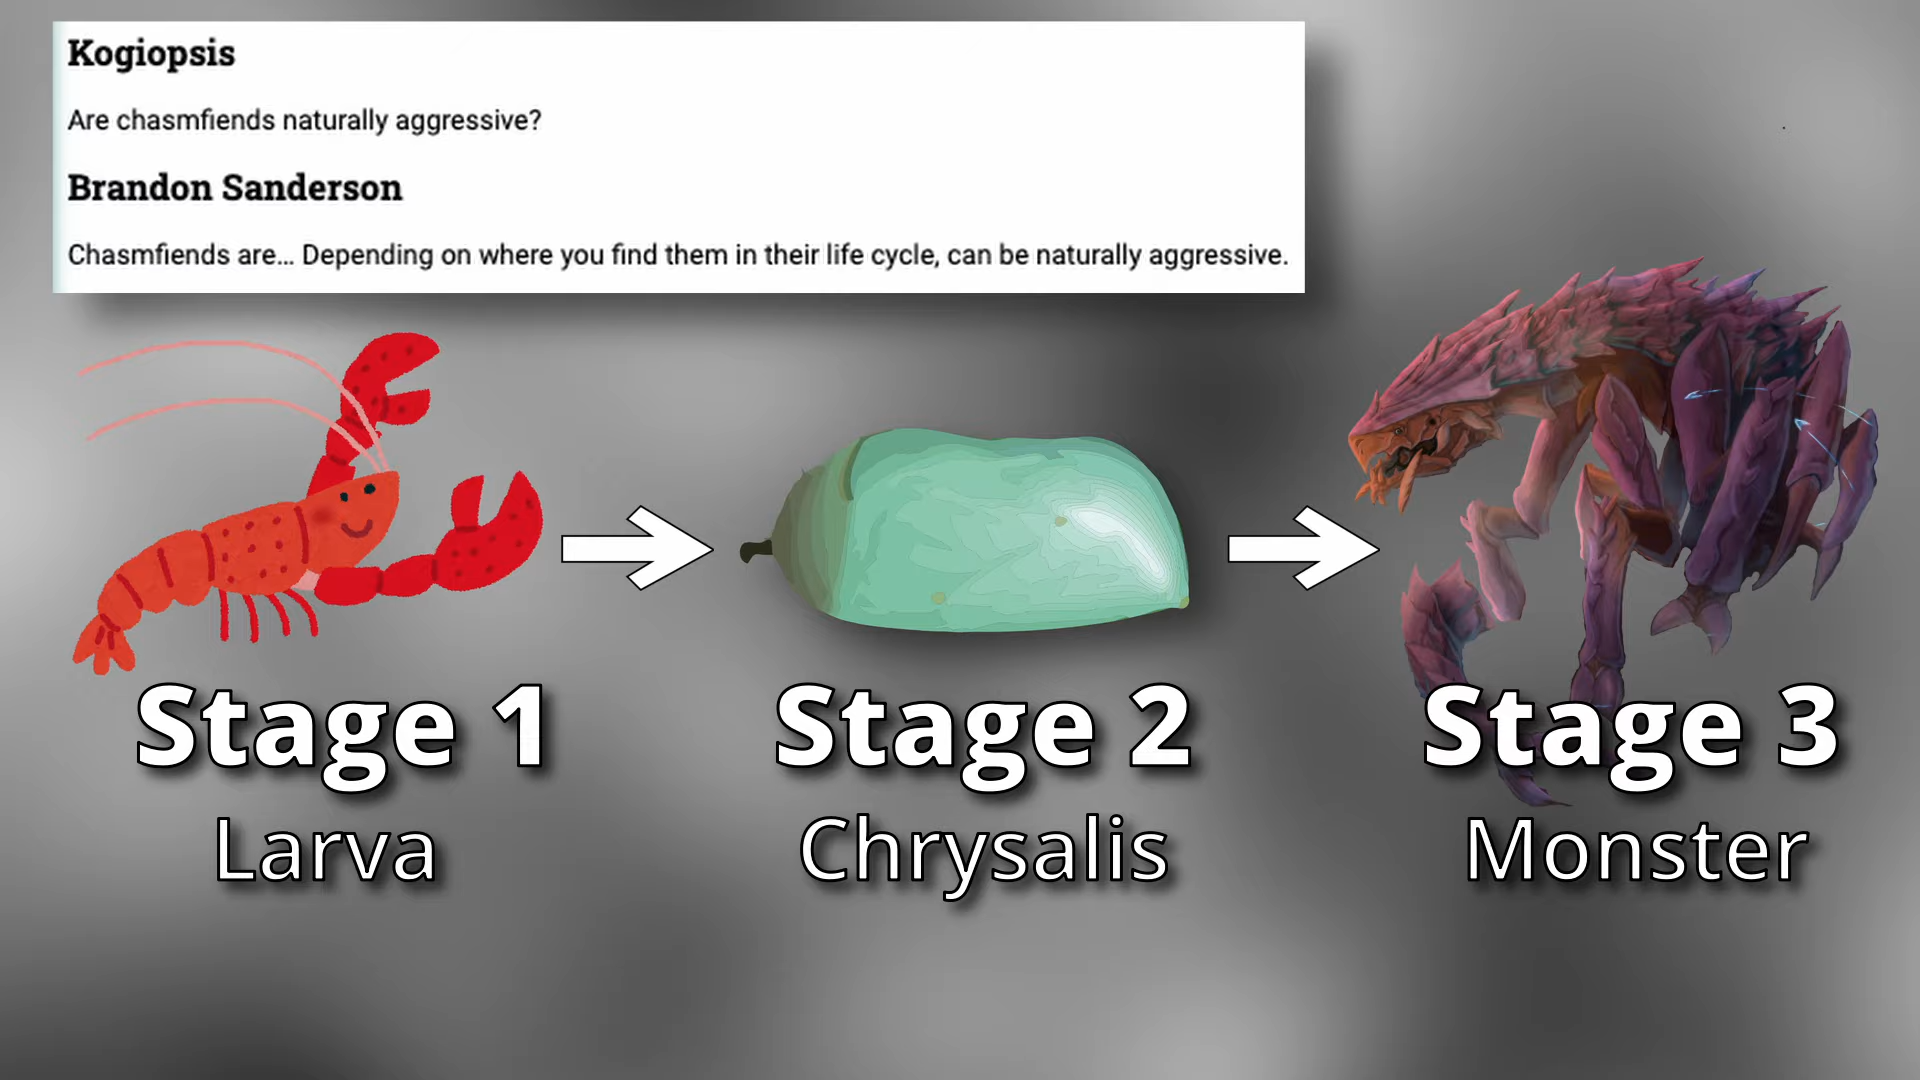 Kogiopsis
Are chasmfiends naturally aggressive?
Brandon Sanderson
Chasmfiends are... Depending on where you find them in their life cycle, can be naturally aggressive.
Stage 1
Larva
Stage 2
Chrysalis
Stage 3
Monster